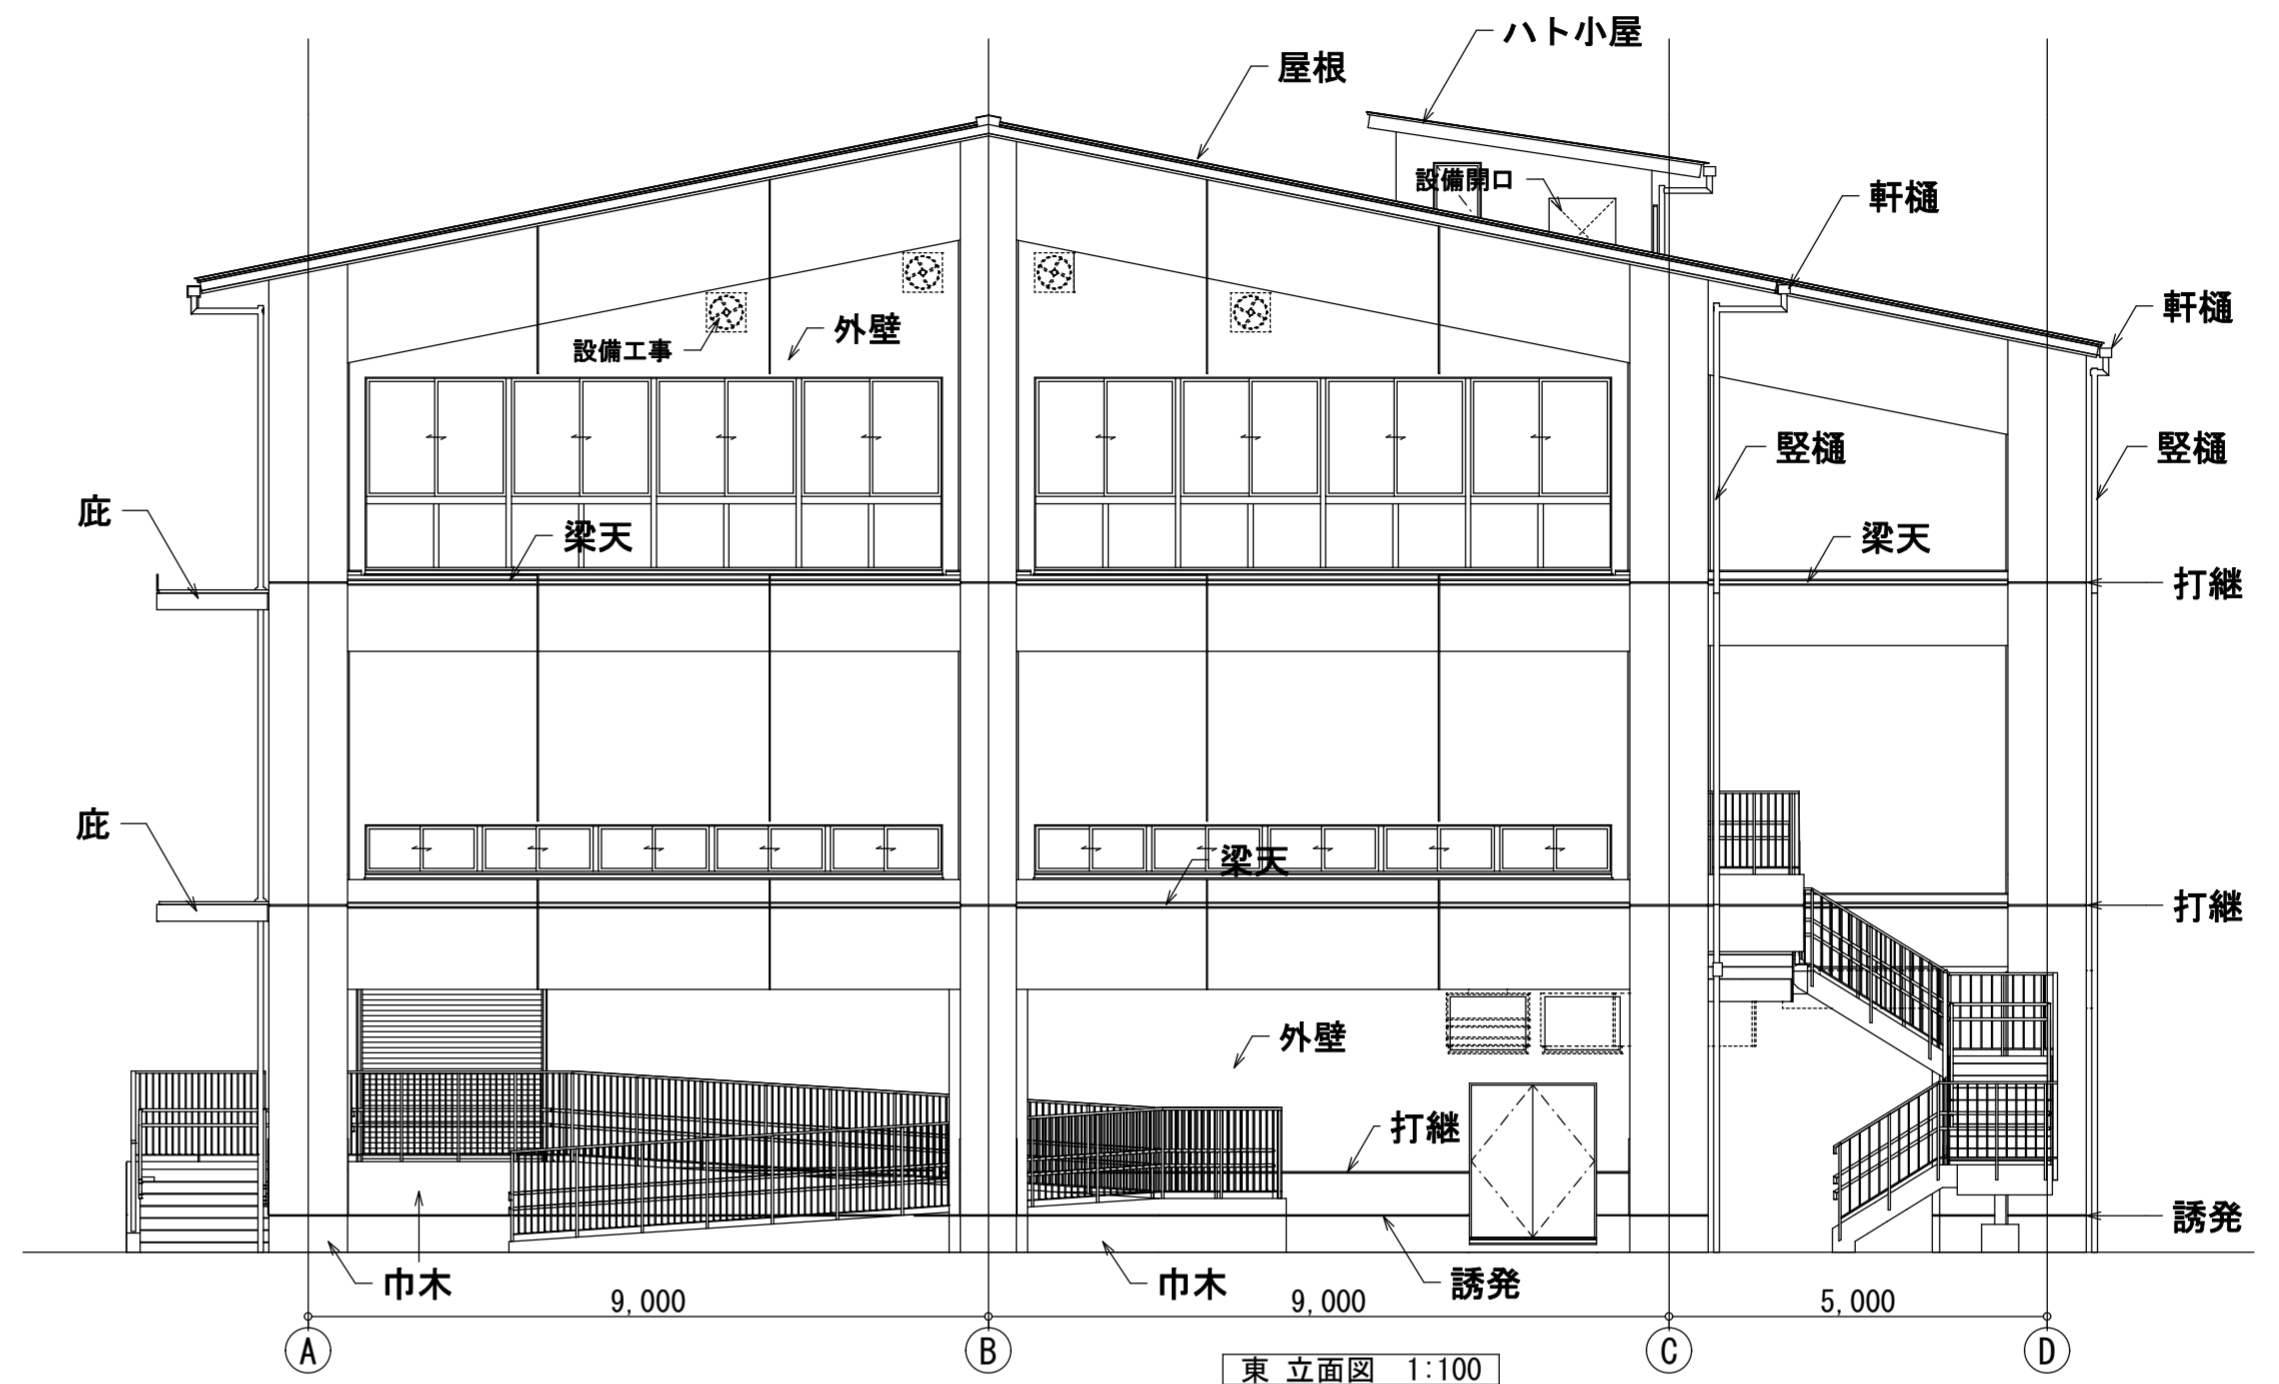 ハト小屋
屋根
設備開口
軒樋
軒樋
外壁
設備工事
竪樋
竪樋
庇
梁天
梁天
打継
庇
梁天
打継
外壁
打継
誘発
巾木
巾木
誘発
9,000
9,000
5,000
A
B
C
D
東 立面図 1:100